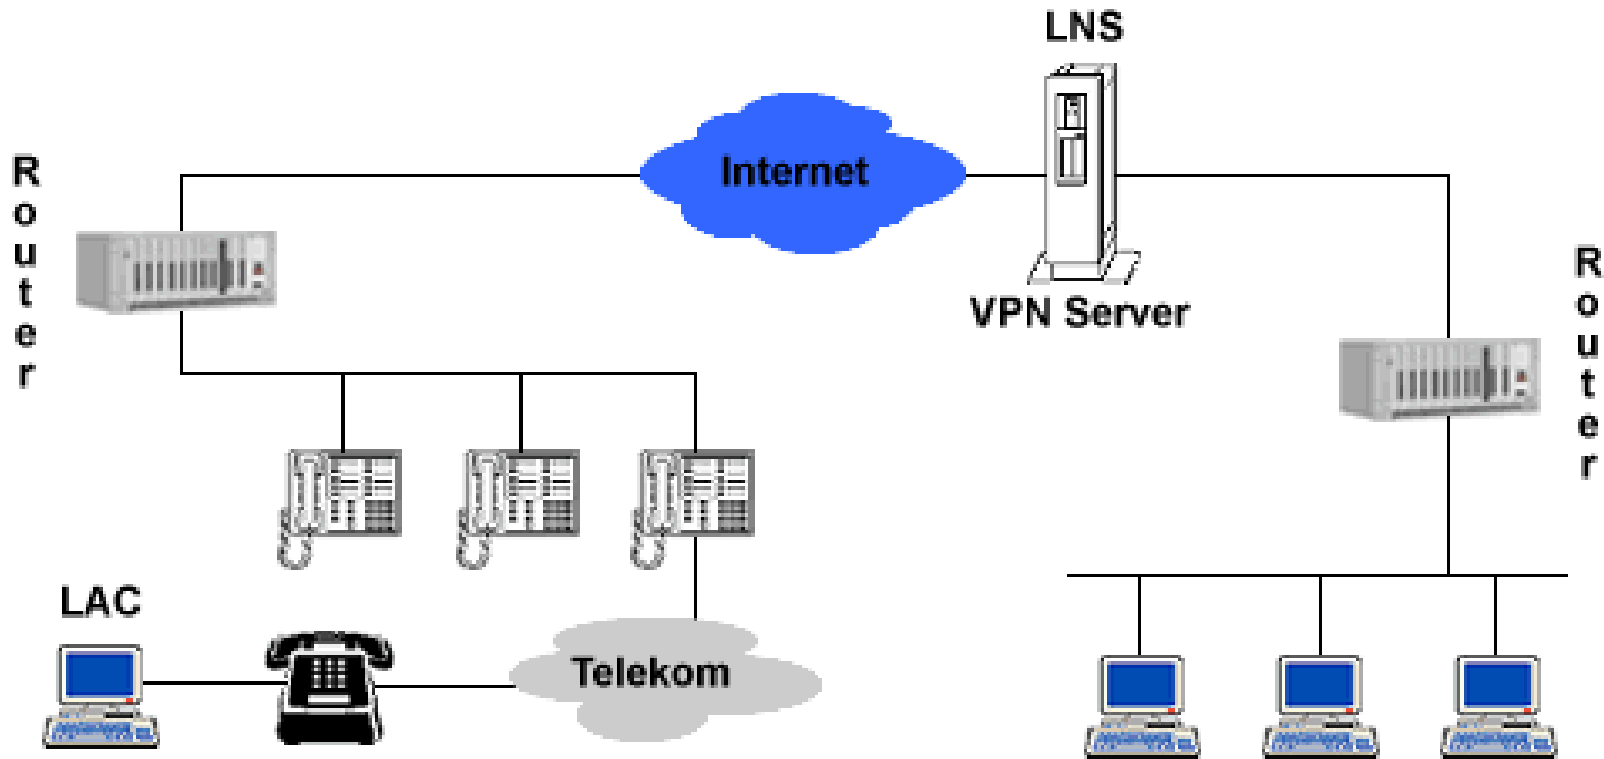 LNS
Internet
Router
VPN Server
Router
LAC
Telekom